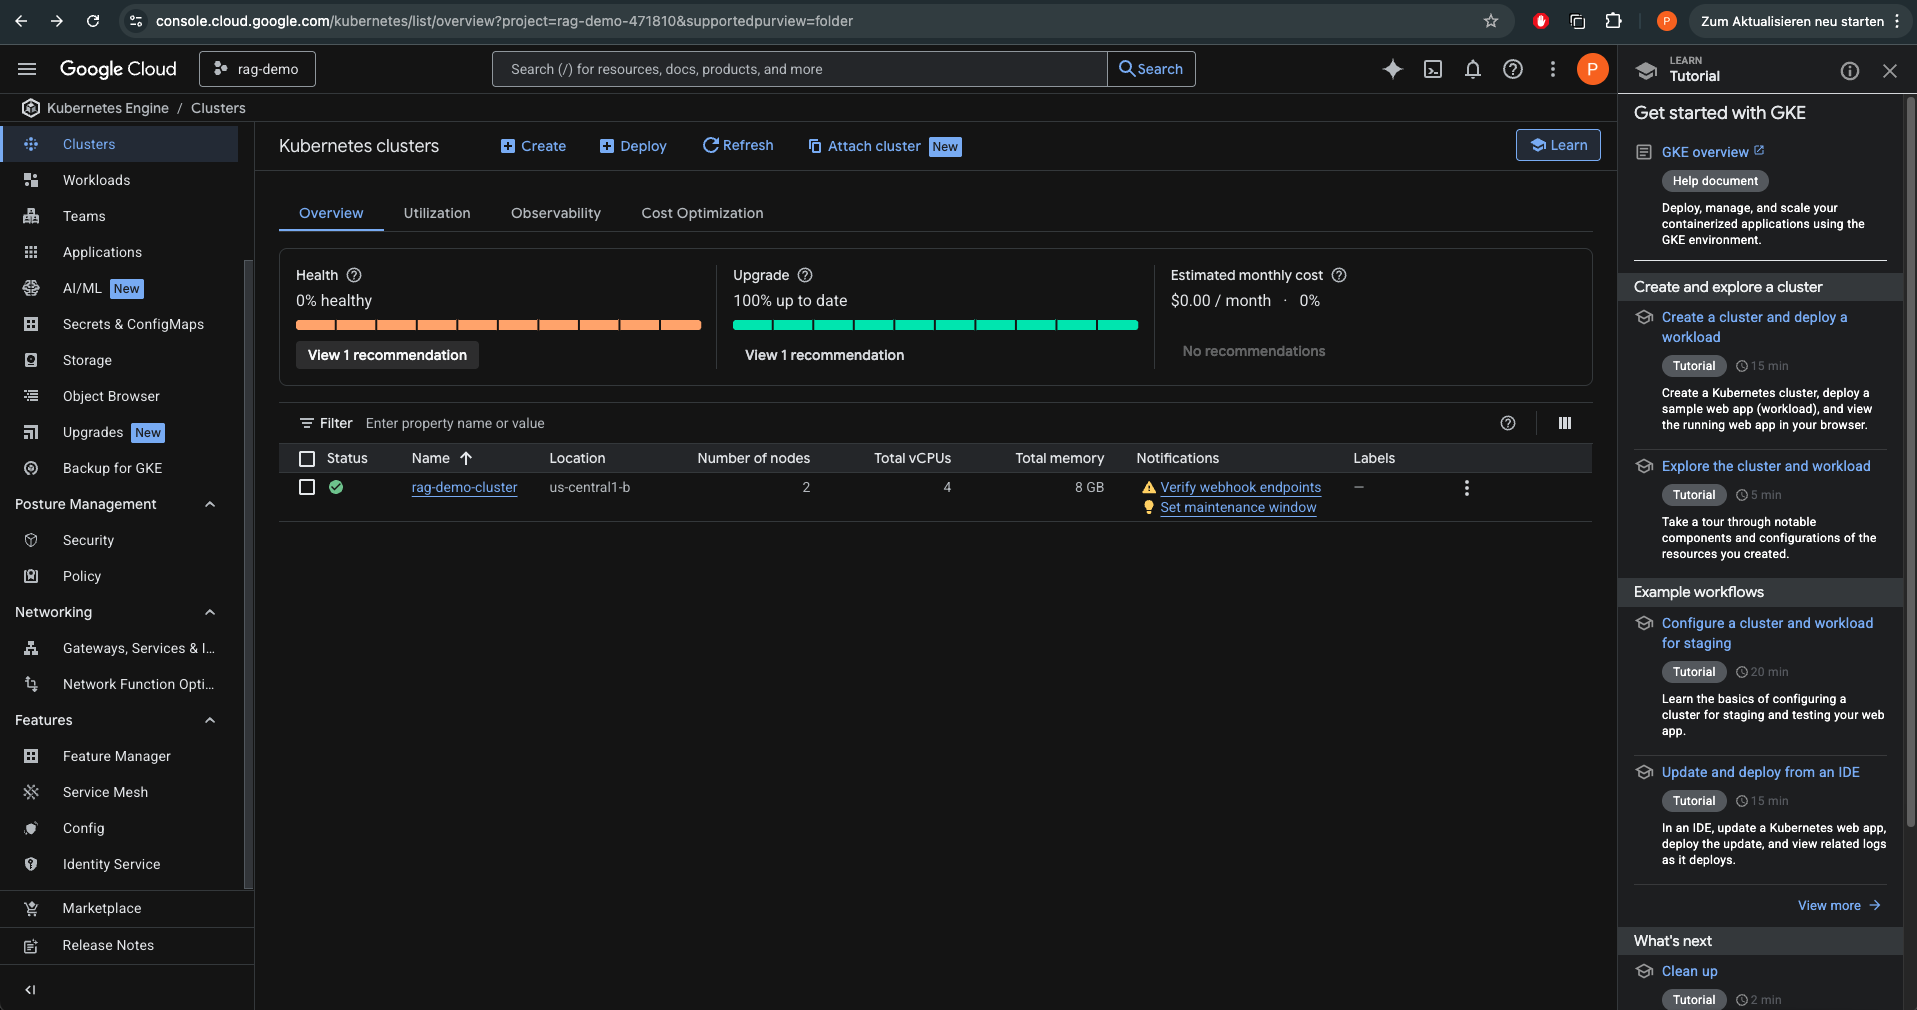 console.cloud.google.com/kubernetes/list/overview?project=rag-demo-471810&supportedpurview=folder
P
Zum Aktualisieren neu starten
Google Cloud
rag-demo
Search (/) for resources, docs, products, and more
Search
P
LEARN
Tutorial
Kubernetes Engine / Clusters
Clusters
Workloads
Teams
Applications
AI/ML New
Secrets & ConfigMaps
Storage
Object Browser
Upgrades New
Backup for GKE
Posture Management
Security
Policy
Networking
Gateways, Services & I...
Network Function Opti...
Features
Feature Manager
Service Mesh
Config
Identity Service
Marketplace
Release Notes
Kubernetes clusters
Create
Deploy
Refresh
Attach cluster New
Learn
Overview
Utilization
Observability
Cost Optimization
Health
0% healthy
View 1 recommendation
Upgrade
100% up to date
View 1 recommendation
Estimated monthly cost
$0.00 / month · 0%
No recommendations
Filter Enter property name or value
Status Name Location Number of nodes Total vCPUs Total memory Notifications Labels
rag-demo-cluster us-central1-b 2 4 8 GB Verify webhook endpoints —
Set maintenance window
Get started with GKE
GKE overview
Help document
Deploy, manage, and scale your
containerized applications using the
GKE environment.
Create and explore a cluster
Create a cluster and deploy a
workload
Tutorial 15 min
Create a Kubernetes cluster, deploy a
sample web app (workload), and view
the running web app in your browser.
Explore the cluster and workload
Tutorial 5 min
Take a tour through notable
components and configurations of the
resources you created.
Example workflows
Configure a cluster and workload
for staging
Tutorial 20 min
Learn the basics of configuring a
cluster for staging and testing your web
app.
Update and deploy from an IDE
Tutorial 15 min
In an IDE, update a Kubernetes web app,
deploy the update, and view related logs
as it deploys.
View more
What's next
Clean up
Tutorial 2 min